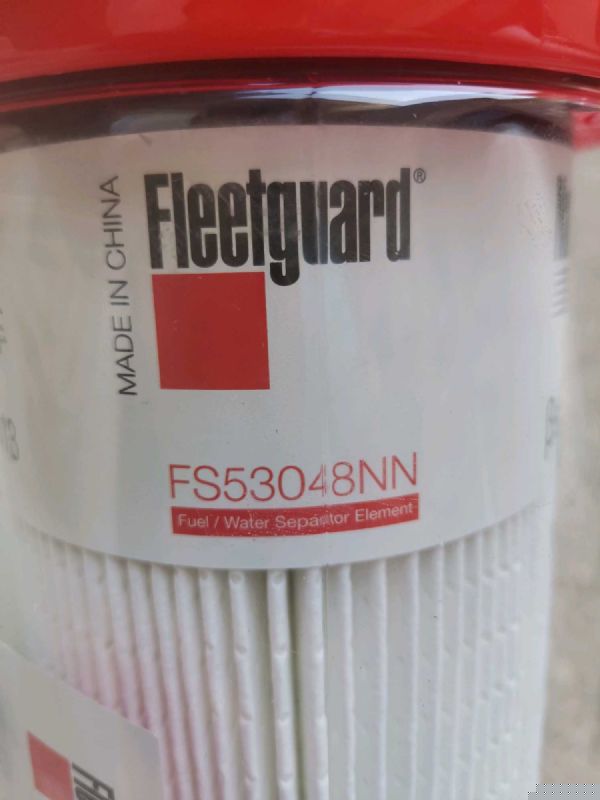 Fleetguard®
MADE IN CHINA
FS53048NN
Fuel / Water Separator Element